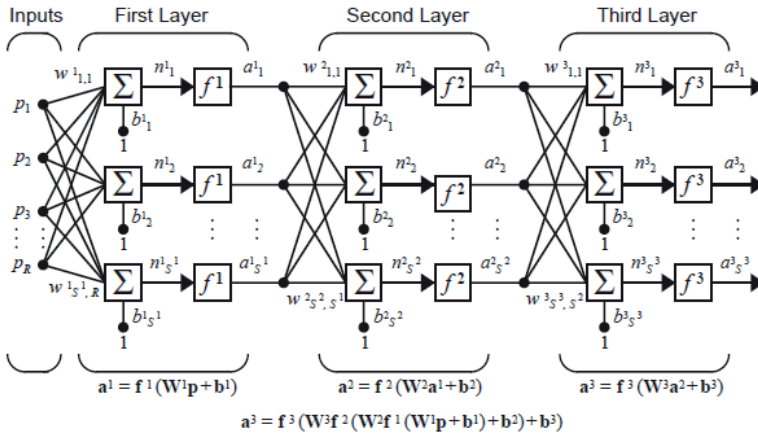 Inputs First Layer Second Layer Third Layer
w¹₁,₁ n¹₁ a¹₁ w²₁,₁ n²₁ a²₁ w³₁,₁ n³₁ a³₁
p₁ Σ f¹ Σ f² Σ f³
b¹₁ b²₁ b³₁
1 1 1
n¹₂ a¹₂ n²₂ a²₂ n³₂ a³₂
p₂ Σ f¹ Σ f² Σ f³
p₃ b¹₂ b²₂ b³₂
1 1 1
n¹S¹ a¹S¹ n²S² a²S² n³S³ a³S³
pR Σ f¹ Σ f² Σ f³
w¹S¹,R w²S²,S¹ w³S³,S²
b¹S¹ b²S² b³S³
1 1 1
a¹ = f¹ (W¹p + b¹) a² = f² (W²a¹ + b²) a³ = f³ (W³a² + b³)
a³ = f³ (W³f² (W²f¹ (W¹p + b¹) + b²) + b³)